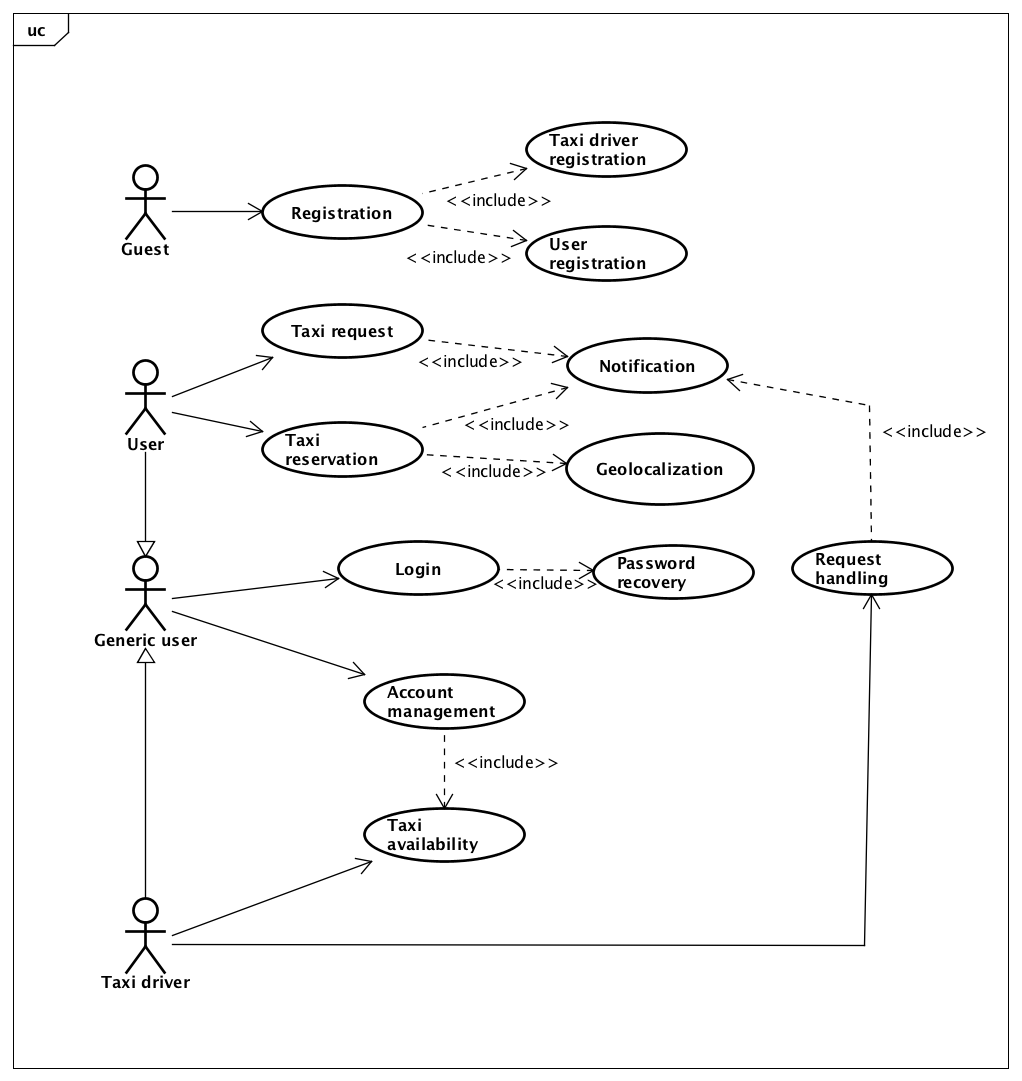 uc
Taxi driver
registration
<<include>>
Registration
Guest
User
registration
<<include>>
Taxi request
<<include>>
Notification
User
Taxi
reservation
<<include>>
<<include>>
Geolocalization
<<include>>
Login
<<include>>
Password
recovery
Request
handling
Generic user
Account
management
<<include>>
Taxi
availability
Taxi driver